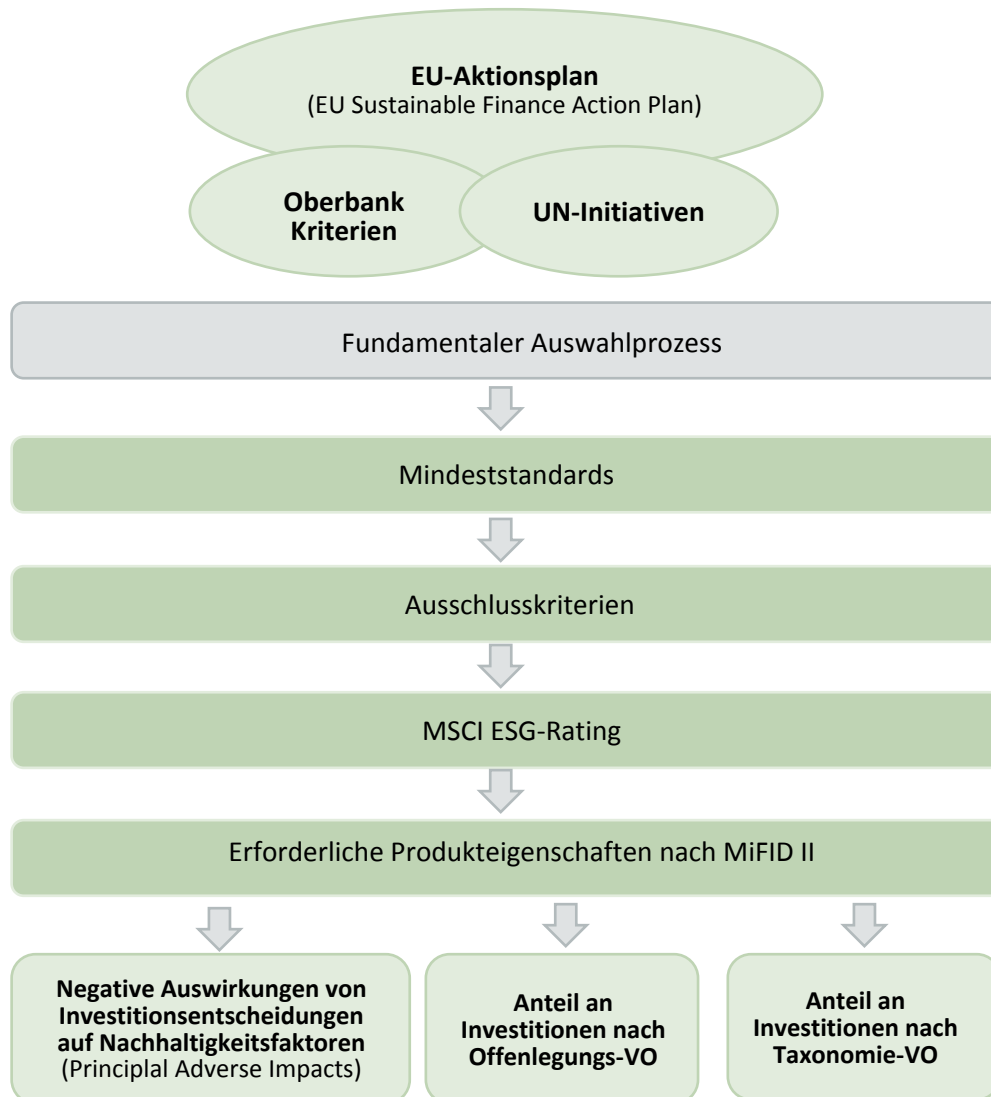 EU-Aktionsplan
(EU Sustainable Finance Action Plan)
Oberbank
Kriterien
UN-Initiativen
Fundamentaler Auswahlprozess
Mindeststandards
Ausschlusskriterien
MSCI ESG-Rating
Erforderliche Produkteigenschaften nach MiFID II
Negative Auswirkungen von
Investitionsentscheidungen
auf Nachhaltigkeitsfaktoren
(Principlal Adverse Impacts)
Anteil an
Investitionen nach
Offenlegungs-VO
Anteil an
Investitionen nach
Taxonomie-VO